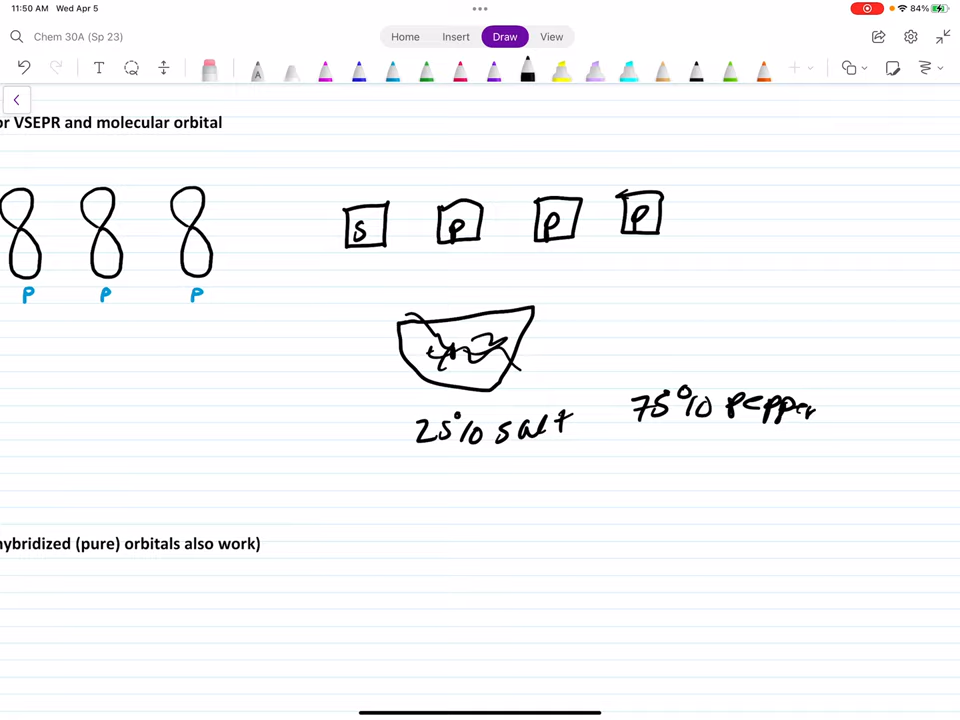 11:50 AM Wed Apr 5
84%
Chem 30A (Sp 23)
Home Insert Draw View
or VSEPR and molecular orbital
s p p p
p p p
25% salt 75% pepper
hybridized (pure) orbitals also work)